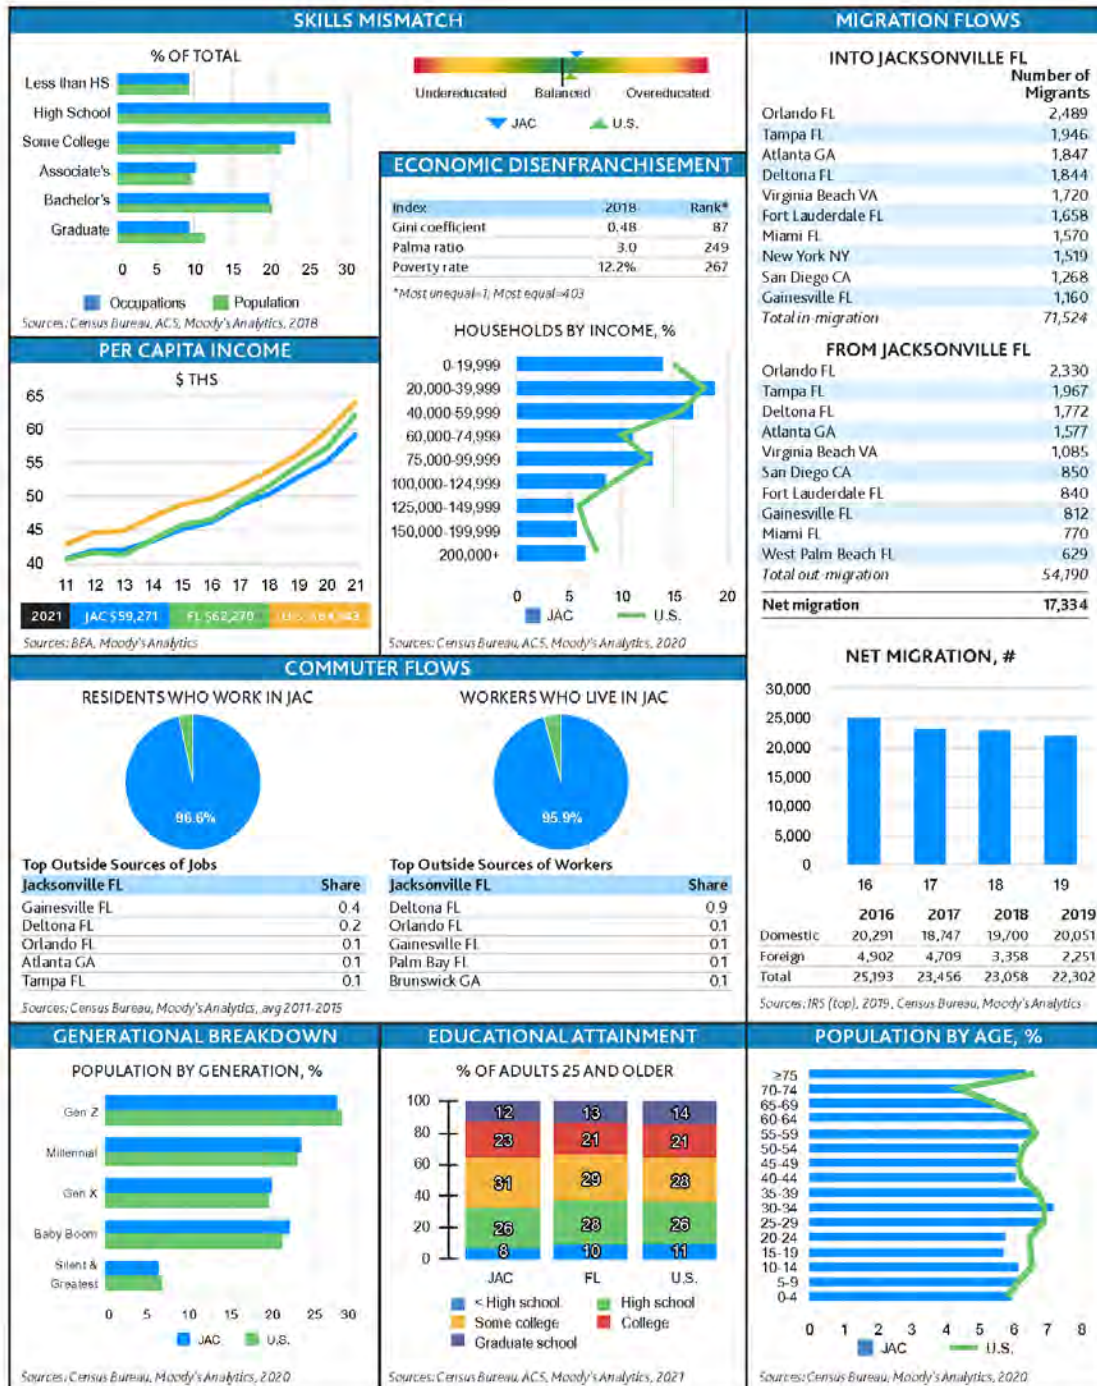 SKILLS MISMATCH
% OF TOTAL
Less than HS
High School
Some College
Associate's
Bachelor's
Graduate
0 5 10 15 20 25 30
Occupations Population
Sources: Census Bureau, ACS, Moody's Analytics, 2018
Undereducated Balanced Overeducated
JAC U.S.
ECONOMIC DISENFRANCHISEMENT
Index 2018 Rank*
Gini coefficient 0.48 87
Palma ratio 3.0 249
Poverty rate 12.2% 267
*Most unequal=1; Most equal=403
HOUSEHOLDS BY INCOME, %
0-19,999
20,000-39,999
40,000-59,999
60,000-74,999
75,000-99,999
100,000-124,999
125,000-149,999
150,000-199,999
200,000+
0 5 10 15 20
JAC U.S.
Sources: Census Bureau, ACS, Moody's Analytics, 2020
PER CAPITA INCOME
$ THS
65
60
55
50
45
40
11 12 13 14 15 16 17 18 19 20 21
2021 JAC $59,271 FL $62,270
Sources: BEA, Moody's Analytics
MIGRATION FLOWS
INTO JACKSONVILLE FL
Number of
Migrants
Orlando FL 2,489
Tampa FL 1,946
Atlanta GA 1,847
Deltona FL 1,844
Virginia Beach VA 1,720
Fort Lauderdale FL 1,658
Miami FL 1,570
New York NY 1,519
San Diego CA 1,268
Gainesville FL 1,160
Total in-migration 71,524
FROM JACKSONVILLE FL
Orlando FL 2,330
Tampa FL 1,967
Deltona FL 1,772
Atlanta GA 1,577
Virginia Beach VA 1,085
San Diego CA 850
Fort Lauderdale FL 840
Gainesville FL 812
Miami FL 770
West Palm Beach FL 629
Total out-migration 54,190
Net migration 17,334
NET MIGRATION, #
30,000
25,000
20,000
15,000
10,000
5,000
0
16 17 18 19
2016 2017 2018 2019
Domestic 20,291 18,747 19,700 20,051
Foreign 4,902 4,709 3,358 2,251
Total 25,193 23,456 23,058 22,302
Sources: IRS (top), 2019, Census Bureau, Moody's Analytics
COMMUTER FLOWS
RESIDENTS WHO WORK IN JAC
96.6%
Top Outside Sources of Jobs
Jacksonville FL Share
Gainesville FL 0.4
Deltona FL 0.2
Orlando FL 0.1
Atlanta GA 0.1
Tampa FL 0.1
Sources: Census Bureau, Moody's Analytics, avg 2011-2015
WORKERS WHO LIVE IN JAC
95.9%
Top Outside Sources of Workers
Jacksonville FL Share
Deltona FL 0.9
Orlando FL 0.1
Gainesville FL 0.1
Palm Bay FL 0.1
Brunswick GA 0.1
GENERATIONAL BREAKDOWN
POPULATION BY GENERATION, %
Gen Z
Millennial
Gen X
Baby Boom
Silent &
Greatest
0 5 10 15 20 25 30
JAC U.S.
Sources: Census Bureau, Moody's Analytics, 2020
EDUCATIONAL ATTAINMENT
% OF ADULTS 25 AND OLDER
100
80
60
40
20
0
12 13 14
23 21 21
31 29 28
26 28 26
8 10 11
JAC FL U.S.
< High school High school
Some college College
Graduate school
Sources: Census Bureau, ACS, Moody's Analytics, 2021
POPULATION BY AGE, %
≥75
70-74
65-69
60-64
55-59
50-54
45-49
40-44
35-39
30-34
25-29
20-24
15-19
10-14
5-9
0-4
0 1 2 3 4 5 6 7 8
JAC U.S.
Sources: Census Bureau, Moody's Analytics, 2020